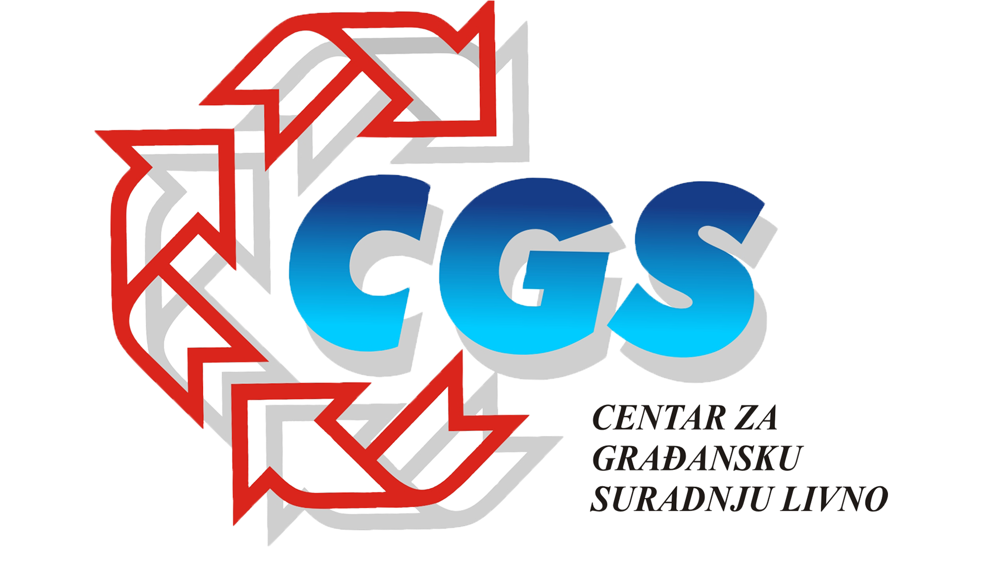 CGS
CENTAR ZA
GRAĐANSKU
SURADNJU LIVNO